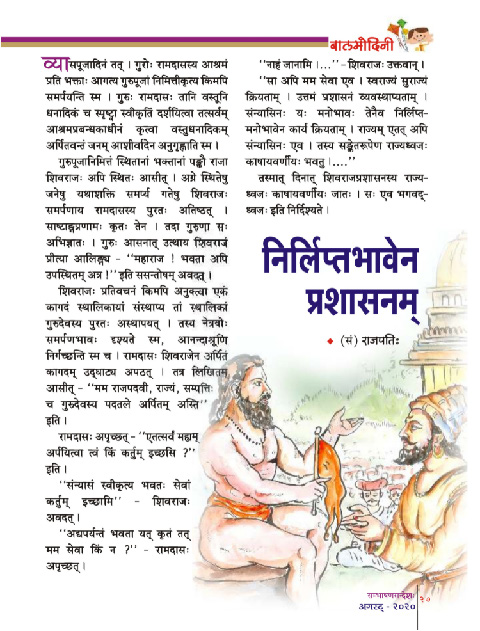 बालमोदिनी
व्यासपूजादिनं तत् । गुरोः रामदासस्य आश्रमं
प्रति भक्ताः आगत्य गुरुपूजां निमित्तीकृत्य किमपि
समर्पयन्ति स्म । गुरुः रामदासः तानि वस्तूनि
धनादिकं च स्पृष्ट्वा स्वीकृतिं दर्शयित्वा तत्सर्वम्
आश्रमप्रबन्धकाधीनं कृत्वा वस्तुधनादिकम्
अर्पितवन्तं जनम् आशीर्वादेन अनुगृह्णाति स्म ।
गुरुपूजानिमित्तं स्थितानां भक्तानां पङ्क्तौ राजा
शिवराजः अपि स्थितः आसीत् । अग्रे स्थितेषु
जनेषु यथाशक्ति समर्प्य गतेषु शिवराजः
समर्पणाय रामदासस्य पुरतः अतिष्ठत् ।
साष्टाङ्गप्रणामः कृतः तेन । तदा गुरुणा सः
अभिज्ञातः । गुरुः आसनात् उत्थाय शिवराजं
प्रीत्या आलिङ्ग्य - ''महाराज ! भवता अपि
उपस्थितम् अत्र !'' इति ससन्तोषम् अवदत् ।
शिवराजः प्रतिवचनं किमपि अनुक्त्वा एकं
कागदं स्थालिकायां संस्थाप्य तां स्थालिकां
गुरुदेवस्य पुरतः अस्थापयत् । तस्य नेत्रयोः
समर्पणभावः दृश्यते स्म, आनन्दाश्रूणि
निर्गच्छन्ति स्म च । रामदासः शिवराजेन अर्पितं
कागदम् उद्घाट्य अपठत् । तत्र लिखितम्
आसीत् - ''मम राजपदवी, राज्यं, सम्पत्तिः
च गुरुदेवस्य पदतले अर्पितम् अस्ति''
इति ।
रामदासः अपृच्छत् - ''एतत्सर्वं मह्यम्
अर्पयित्वा त्वं किं कर्तुम् इच्छसि ?''
इति ।
''संन्यासं स्वीकृत्य भवतः सेवां
कर्तुम् इच्छामि'' - शिवराजः
अवदत् ।
''अद्यपर्यन्तं भवता यत् कृतं तत्
मम सेवा किं न ?'' - रामदासः
अपृच्छत् ।
''नाहं जानामि ।...'' - शिवराजः उक्तवान् ।
''सा अपि मम सेवा एव । स्वराज्यं सुराज्यं
क्रियताम् । उत्तमं प्रशासनं व्यवस्थाप्यताम् ।
संन्यासिनः यः मनोभावः तेनैव निर्लिप्त-
मनोभावेन कार्यं क्रियताम् । राज्यम् एतत् अपि
संन्यासिनः एव । तस्य सङ्केतरूपेण राज्यध्वजः
काषायवर्णीयः भवतु ।....''
तस्मात् दिनात् शिवराजप्रशासनस्य राज्य-
ध्वजः काषायवर्णीयः जातः । सः एव भगवद्-
ध्वजः इति निर्दिश्यते ।
निर्लिप्तभावेन
प्रशासनम्
♦ (सं) राजपतिः
सम्भाषणसन्देशः
अगस्ट् - २०२०
२०